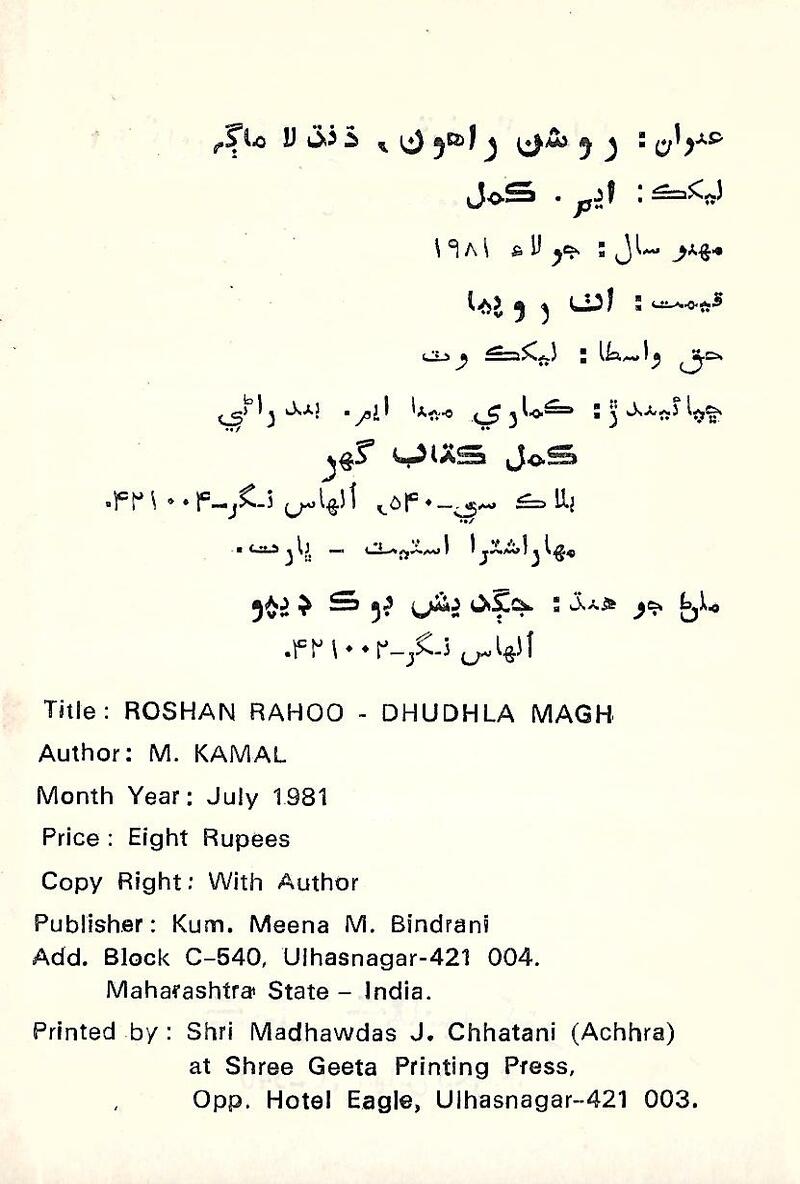 عنوان: روشن راهون، ڌنڌلا ماڳ
ليکڪ: ايم. ڪمل
مهنو سال: جولاءِ ١٩٨١
قيمت: اٺ روپيا
حق واسطا: ليکڪ وٽ
ڇپائيندڙ: ڪماري مينا ايم. بندراڻي
ڪمل ڪتاب گهر
بلاڪ سي-۵۴۰، اُلهاس نگر-۴۲۱۰۰۴.
مهاراشٽرا اسٽيٽ - ڀارت.
ملڻ جو هنڌ: جڳديش بوڪ ڊيپو
اُلهاس نگر-۴۲۱۰۰۲.
Title: ROSHAN RAHOO - DHUDHLA MAGH
Author: M. KAMAL
Month Year: July 1981
Price: Eight Rupees
Copy Right: With Author
Publisher: Kum. Meena M. Bindrani
Add. Block C-540, Ulhasnagar-421 004.
Maharashtra State - India.
Printed by: Shri Madhawdas J. Chhatani (Achhra)
at Shree Geeta Printing Press,
Opp. Hotel Eagle, Ulhasnagar-421 003.